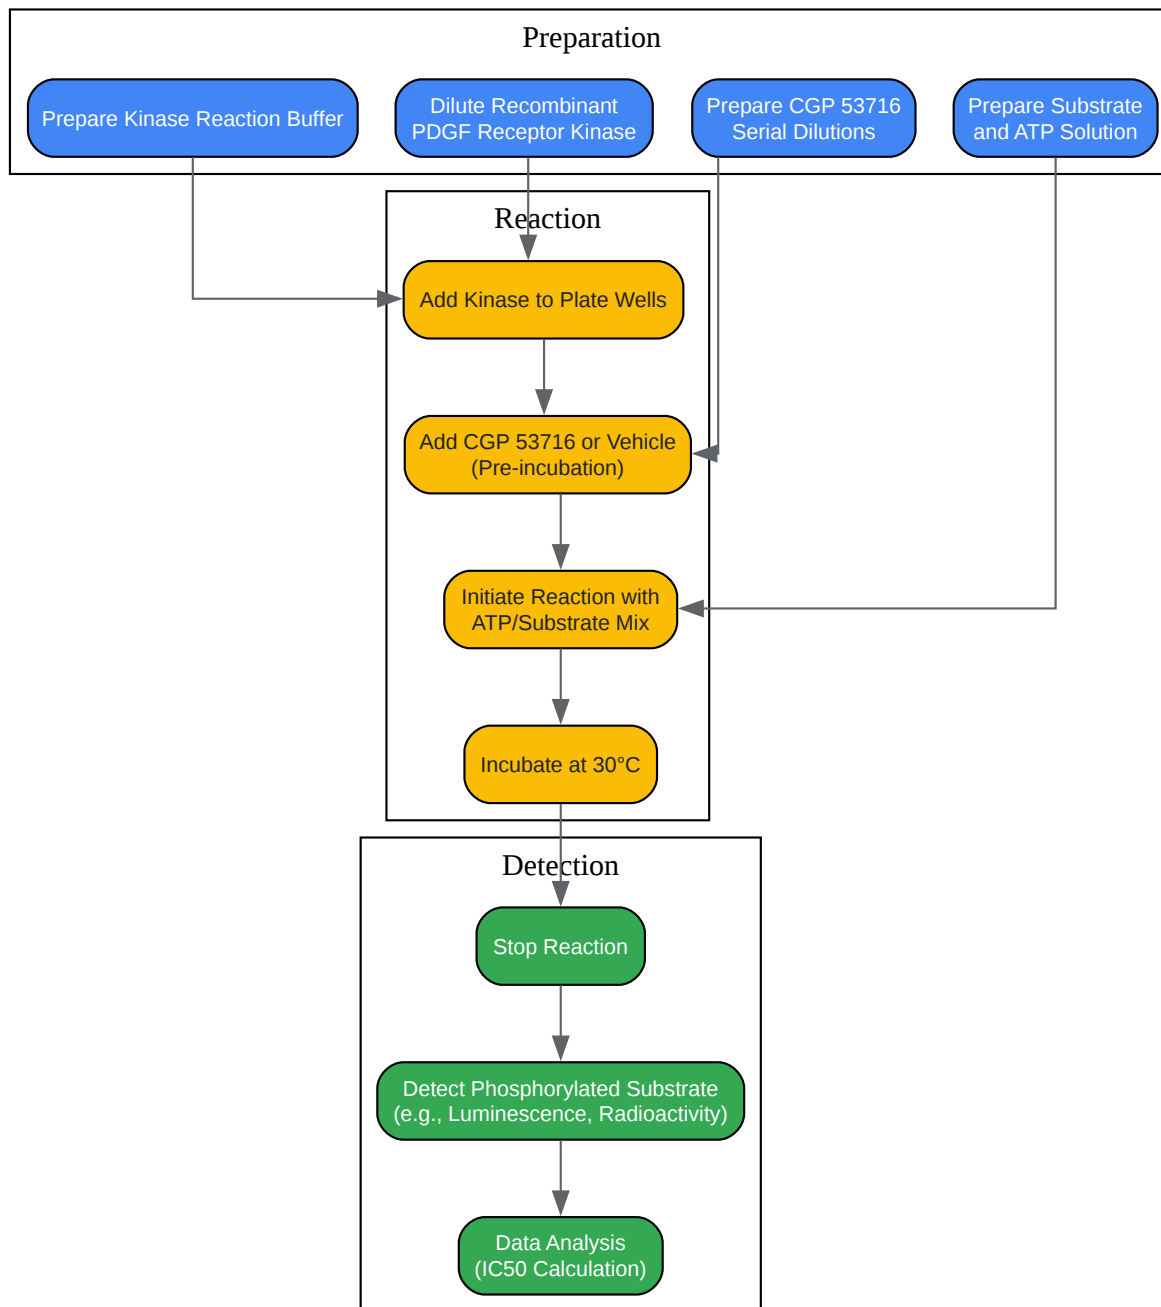 Preparation
Prepare Kinase Reaction Buffer
Dilute Recombinant
PDGF Receptor Kinase
Prepare CGP 53716
Serial Dilutions
Prepare Substrate
and ATP Solution
Reaction
Add Kinase to Plate Wells
Add CGP 53716 or Vehicle
(Pre-incubation)
Initiate Reaction with
ATP/Substrate Mix
Incubate at 30°C
Detection
Stop Reaction
Detect Phosphorylated Substrate
(e.g., Luminescence, Radioactivity)
Data Analysis
(IC50 Calculation)